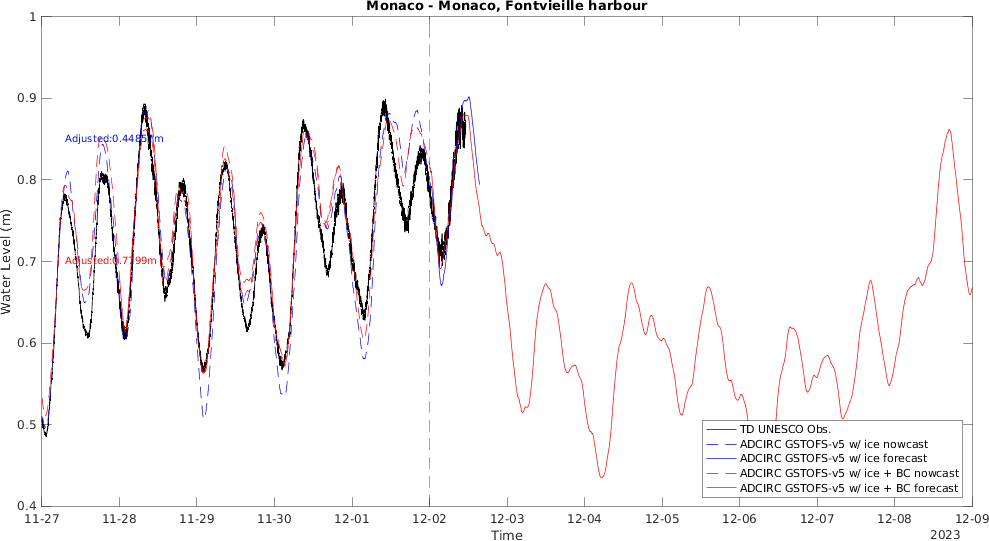 Monaco - Monaco, Fontvieille harbour
1
0.9
0.8
0.7
0.6
0.5
0.4
Water Level (m)
Adjusted:0.7799m
11-27
11-28
11-29
11-30
12-01
12-02
12-03
12-04
12-05
12-06
12-07
12-08
12-09
Time
2023
TD UNESCO Obs.
ADCIRC GSTOFS-v5 w/ ice nowcast
ADCIRC GSTOFS-v5 w/ ice forecast
ADCIRC GSTOFS-v5 w/ ice + BC nowcast
ADCIRC GSTOFS-v5 w/ ice + BC forecast